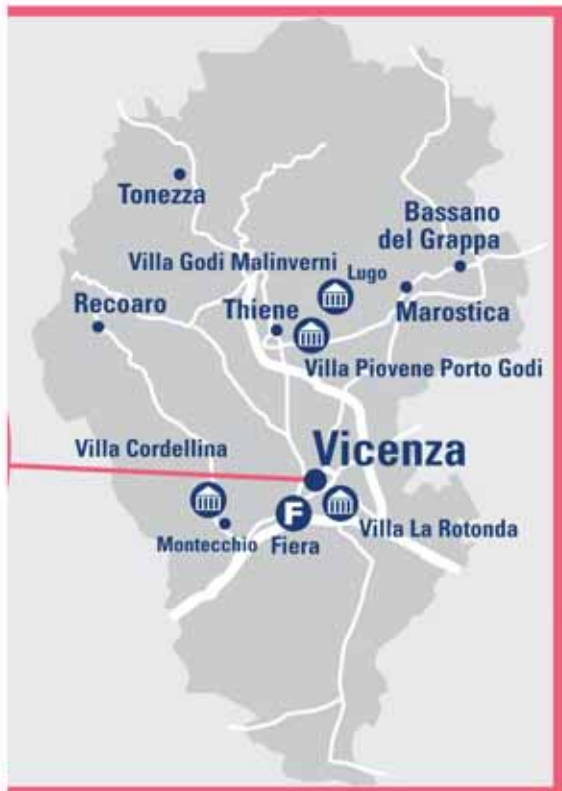 Tonezza
Bassano
del Grappa
Villa Godi Malinverni
Lugo
Recoaro
Thiene
Marostica
Villa Piovene Porto Godi
Villa Cordellina
Vicenza
F
Villa La Rotonda
Montecchio
Fiera